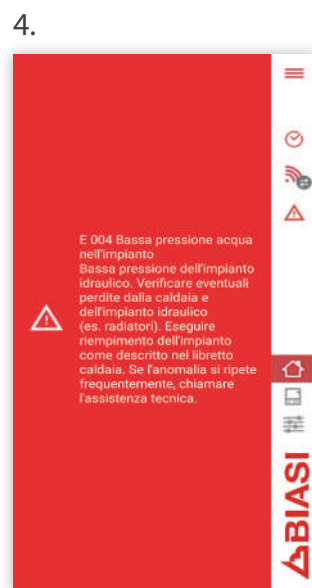 4.
E 004 Bassa pressione acqua
nell'impianto
Bassa pressione dell'impianto
idraulico. Verificare eventuali
perdite dalla caldaia e
dell'impianto idraulico
(es. radiatori). Eseguire
riempimento dell'impianto
come descritto nel libretto
caldaia. Se l'anomalia si ripete
frequentemente, chiamare
l'assistenza tecnica.
BIASI